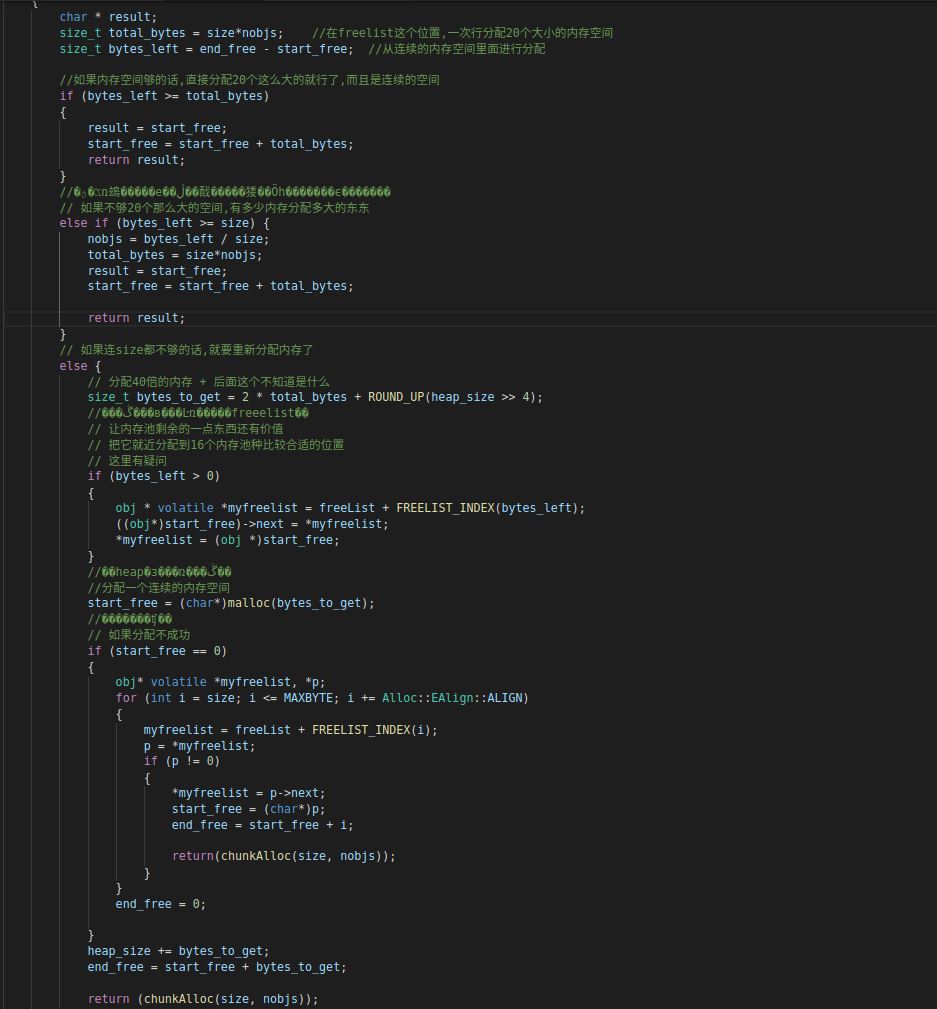 {
char * result;
size_t total_bytes = size*nobjs;    //在freelist这个位置,一次行分配20个大小的内存空间
size_t bytes_left = end_free - start_free;  //从连续的内存空间里面进行分配
//如果内存空间够的话,直接分配20个这么大的就行了,而且是连续的空间
if (bytes_left >= total_bytes)
{
result = start_free;
start_free = start_free + total_bytes;
return result;
}
// 如果不够20个那么大的空间,有多少内存分配多大的东东
else if (bytes_left >= size) {
nobjs = bytes_left / size;
total_bytes = size*nobjs;
result = start_free;
start_free = start_free + total_bytes;
return result;
}
// 如果连size都不够的话,就要重新分配内存了
else {
// 分配40倍的内存 + 后面这个不知道是什么
size_t bytes_to_get = 2 * total_bytes + ROUND_UP(heap_size >> 4);
freeelist
// 让内存池剩余的一点东西还有价值
// 把它就近分配到16个内存池种比较合适的位置
// 这里有疑问
if (bytes_left > 0)
{
obj * volatile *myfreelist = freeList + FREELIST_INDEX(bytes_left);
((obj*)start_free)->next = *myfreelist;
*myfreelist = (obj *)start_free;
}
heap
//分配一个连续的内存空间
start_free = (char*)malloc(bytes_to_get);
// 如果分配不成功
if (start_free == 0)
{
obj* volatile *myfreelist, *p;
for (int i = size; i <= MAXBYTE; i += Alloc::EAlign::ALIGN)
{
myfreelist = freeList + FREELIST_INDEX(i);
p = *myfreelist;
if (p != 0)
{
*myfreelist = p->next;
start_free = (char*)p;
end_free = start_free + i;
return(chunkAlloc(size, nobjs));
}
}
end_free = 0;
}
heap_size += bytes_to_get;
end_free = start_free + bytes_to_get;
return (chunkAlloc(size, nobjs));